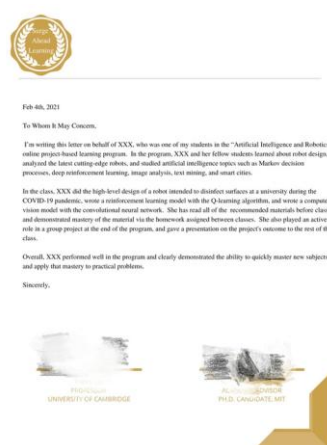 Surge
Ahead
Learning
Feb 4th, 2021
To Whom It May Concern,
I'm writing this letter on behalf of XXX, who was one of my students in the "Artificial Intelligence and Robotics
online project-based learning program. In the program, XXX and her fellow students learned about robot design,
analyzed the latest cutting-edge robots, and studied artificial intelligence topics such as Markov decision
processes, deep reinforcement learning, image analysis, text mining, and smart cities.
In the class, XXX did the high-level design of a robot intended to disinfect surfaces at a university during the
COVID-19 pandemic, wrote a reinforcement learning model with the Q-learning algorithm, and wrote a compute
vision model with the convolutional neural network. She has read all of the recommended materials before class
and demonstrated mastery of the material via the homework assigned between classes. She also played an active
role in a group project at the end of the program, and gave a presentation on the project's outcome to the rest of th
class.
Overall, XXX performed well in the program and clearly demonstrated the ability to quickly master new subjects
and apply that mastery to practical problems.
Sincerely,
UNIVERSITY OF CAMBRIDGE
PH.D. CANDIDATE, MIT